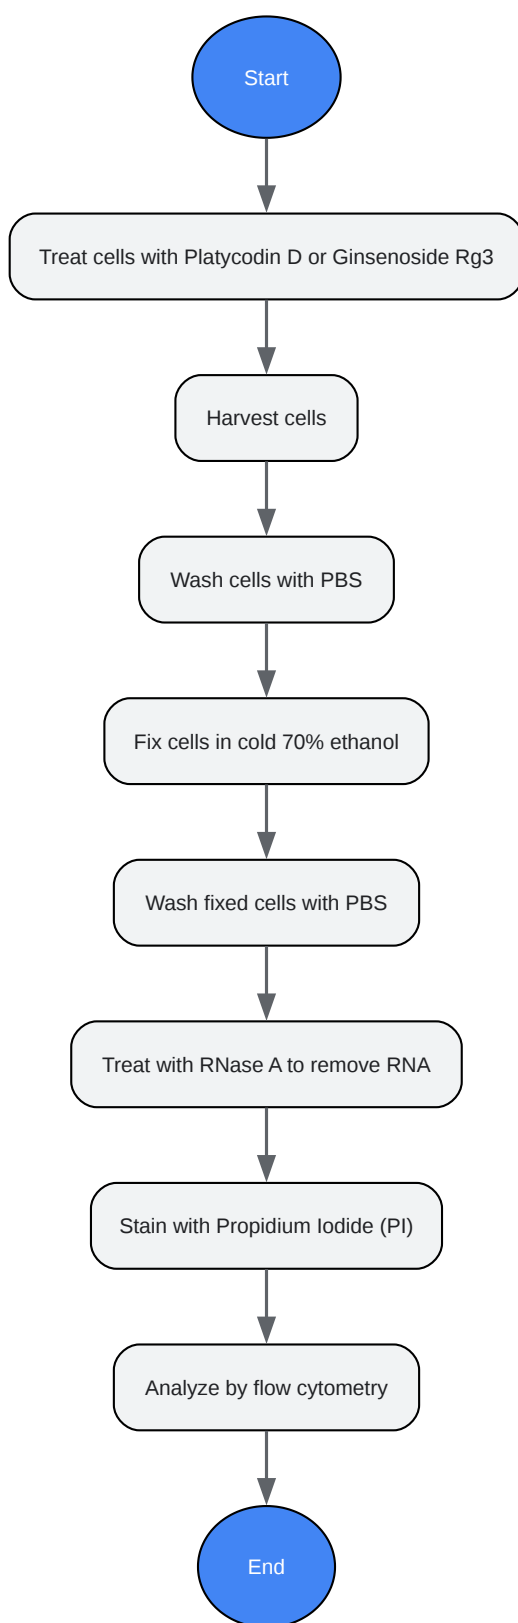 Start
Treat cells with Platycodin D or Ginsenoside Rg3
Harvest cells
Wash cells with PBS
Fix cells in cold 70% ethanol
Wash fixed cells with PBS
Treat with RNase A to remove RNA
Stain with Propidium Iodide (PI)
Analyze by flow cytometry
End